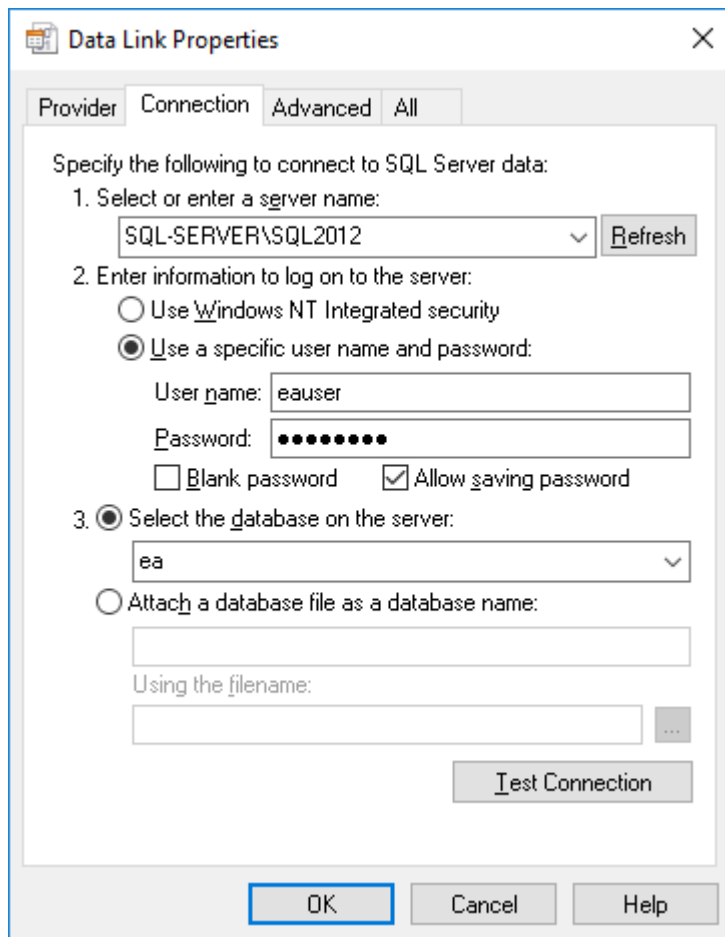 Data Link Properties
Provider Connection Advanced All
Specify the following to connect to SQL Server data:
1. Select or enter a server name:
SQL-SERVER\SQL2012 Refresh
2. Enter information to log on to the server:
Use Windows NT Integrated security
Use a specific user name and password:
User name: eauser
Password: ●●●●●●●●
Blank password Allow saving password
3. Select the database on the server:
ea
Attach a database file as a database name:
Using the filename:
...
Test Connection
OK Cancel Help